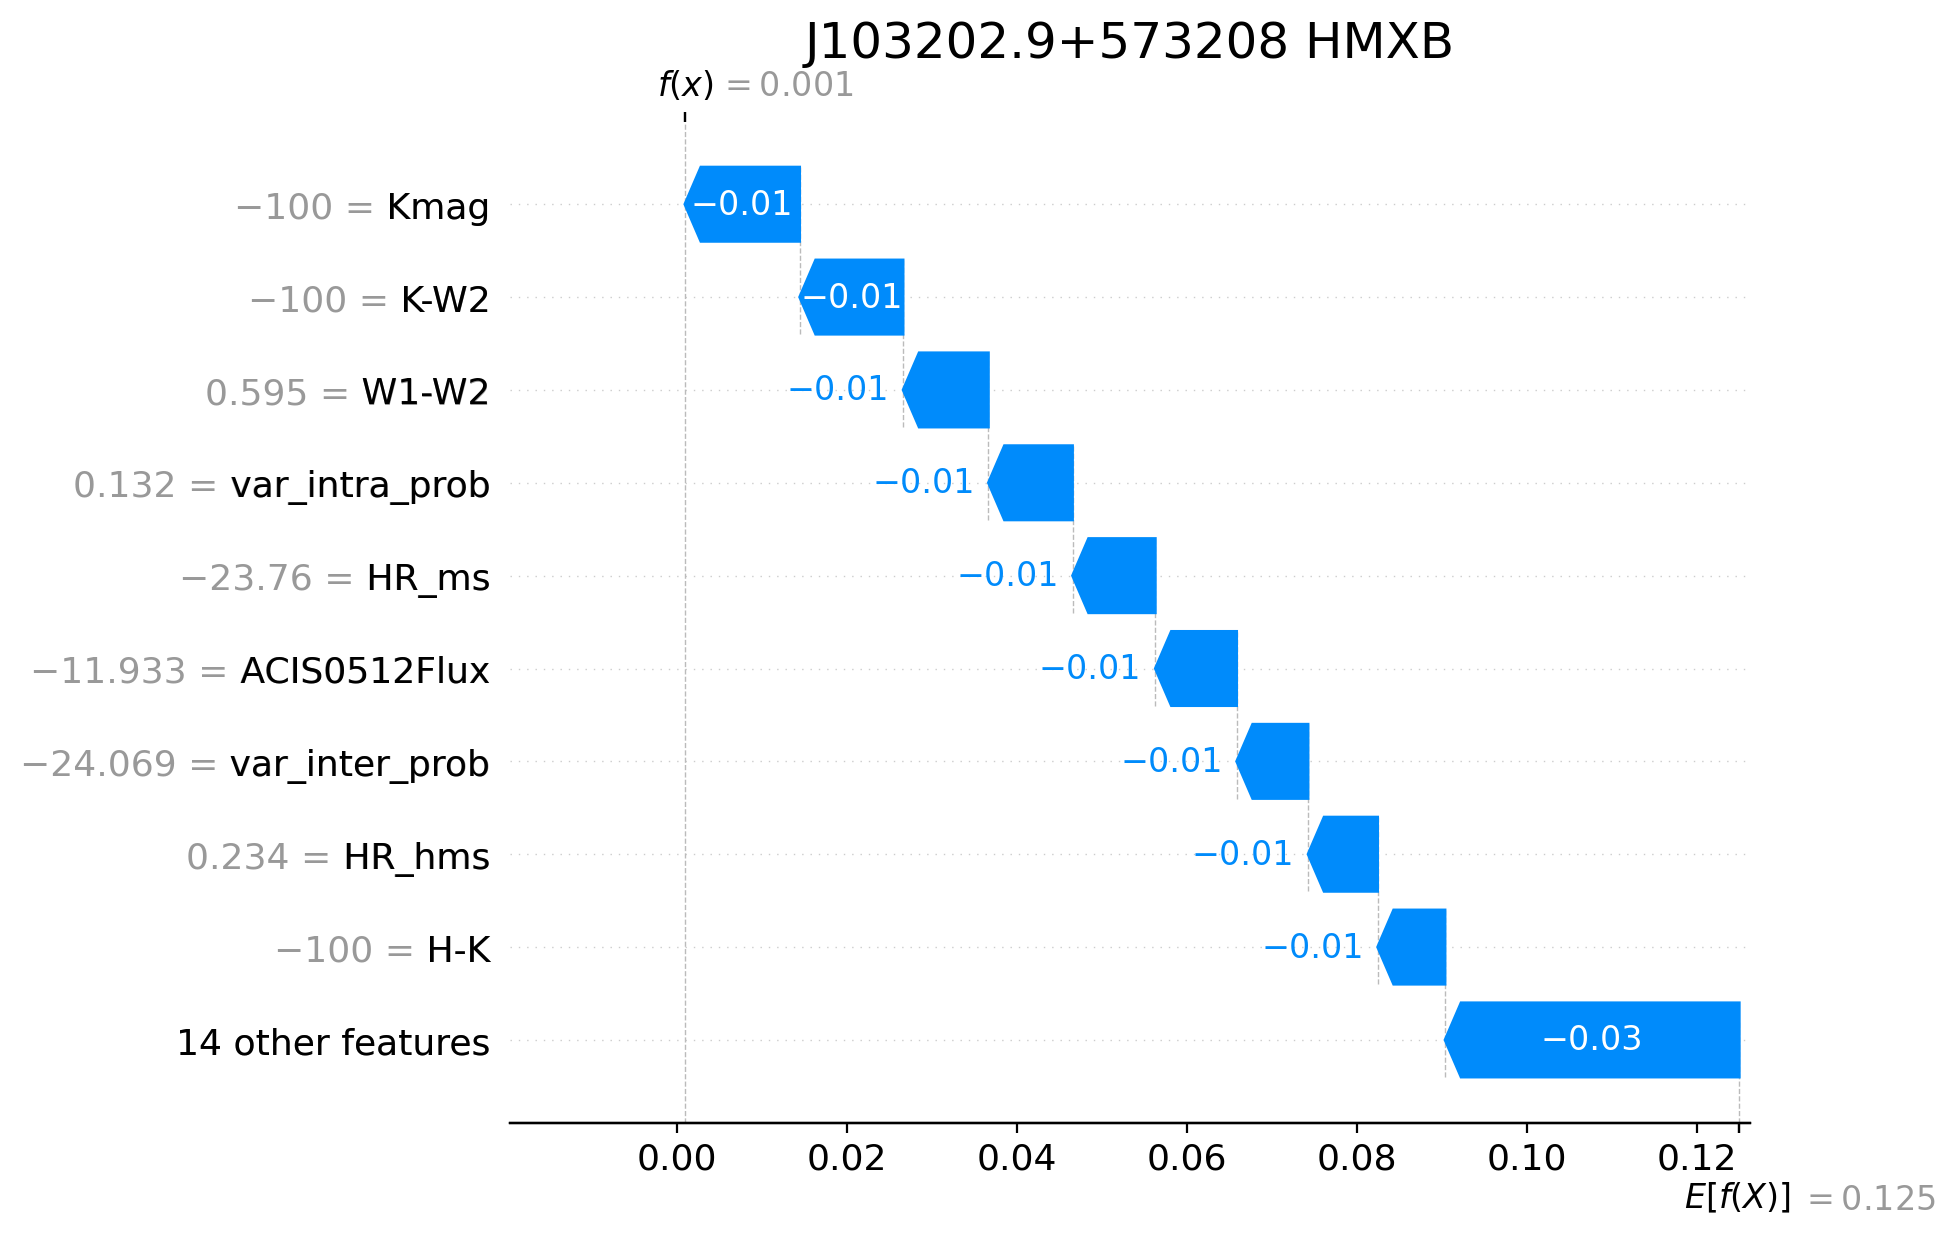 J103202.9+573208 HMXB
f(x) = 0.001
−100 = Kmag
−0.01
−100 = K-W2
−0.01
0.595 = W1-W2
−0.01
0.132 = var_intra_prob
−0.01
−23.76 = HR_ms
−0.01
−11.933 = ACIS0512Flux
−0.01
−24.069 = var_inter_prob
−0.01
0.234 = HR_hms
−0.01
−100 = H-K
−0.01
14 other features
−0.03
0.00 0.02 0.04 0.06 0.08 0.10 0.12
E[f(X)] = 0.125